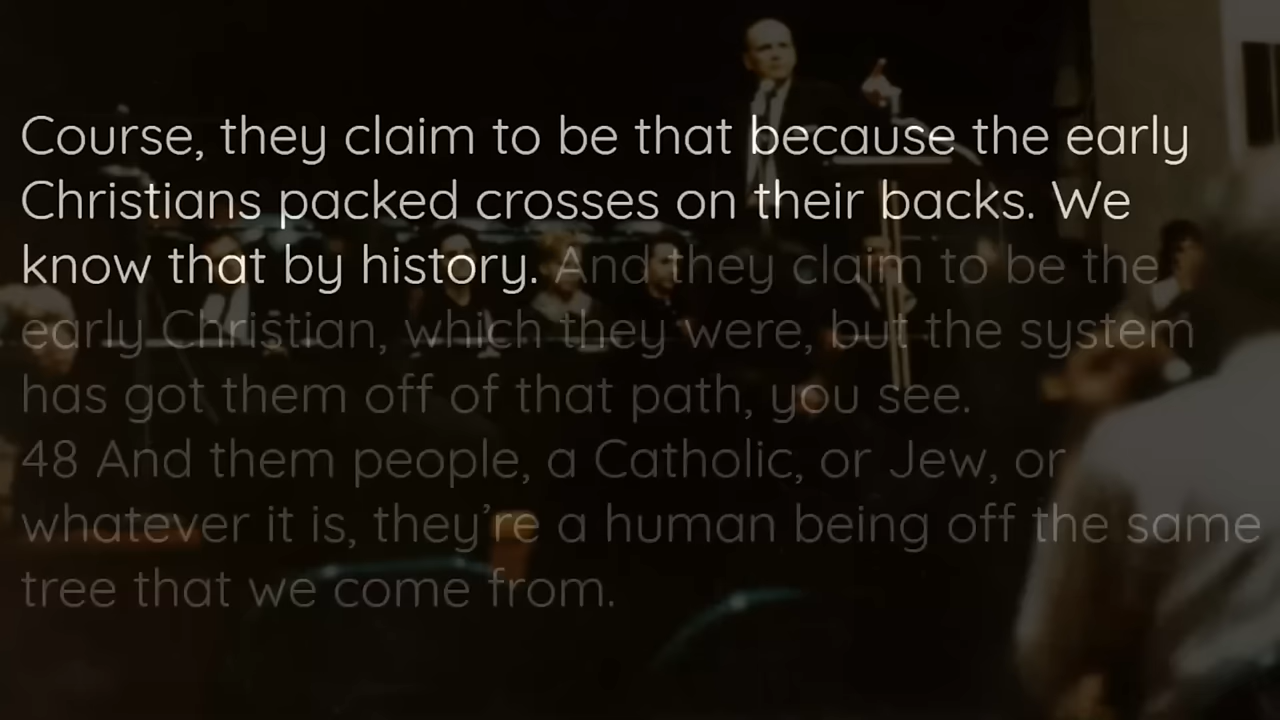 Course, they claim to be that because the early
Christians packed crosses on their backs. We
know that by history. And they claim to be the
early Christian, which they were, but the system
has got them off of that path, you see.
48 And them people, a Catholic, or Jew, or
whatever it is, they’re a human being off the same
tree that we come from.